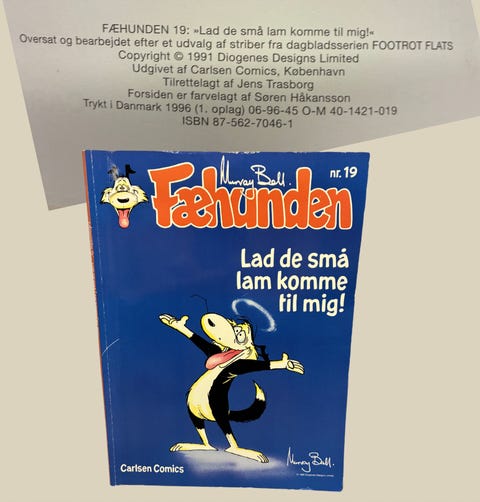 FÆHUNDEN 19: »Lad de små lam komme til mig!«
Oversat og bearbejdet efter et udvalg af striber fra dagbladsserien FOOTROT FLATS
Copyright © 1991 Diogenes Designs Limited
Udgivet af Carlsen Comics, København
Tilrettelagt af Jens Trasborg
Forsiden er farvelagt af Søren Håkansson
Trykt i Danmark 1996 (1. oplag) 06-96-45 O-M 40-1421-019
ISBN 87-562-7046-1
Murray Ball.
nr. 19
Fæhunden
Lad de små
lam komme
til mig!
Murray Ball.
Carlsen Comics